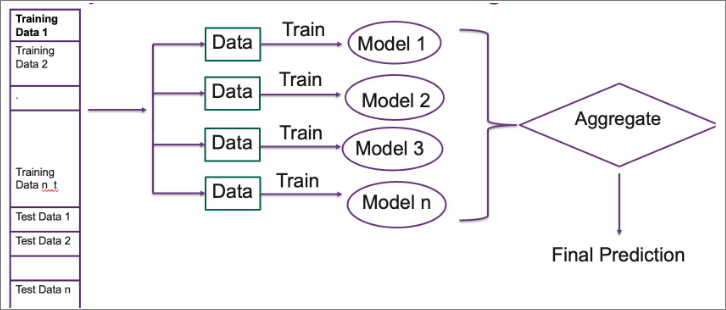 Training
Data 1
Training
Data 2
.
Training
Data n_t
Test Data 1
Test Data 2
Test Data n
Data
Train
Model 1
Data
Train
Model 2
Data
Train
Model 3
Data
Train
Model n
Aggregate
Final Prediction